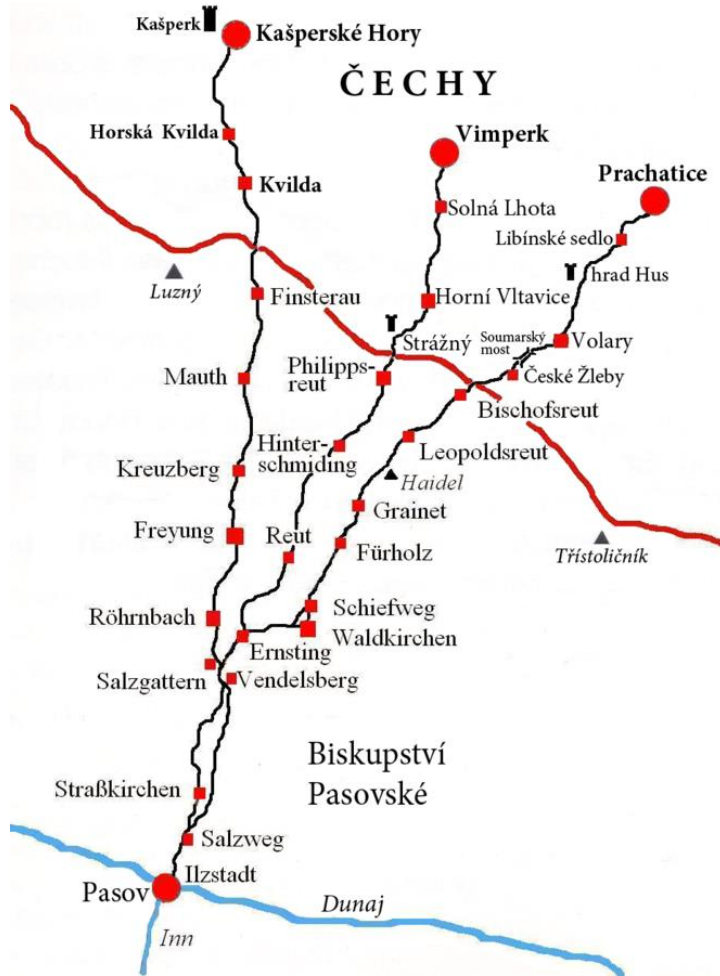 Kašperk
Kašperské Hory
ČECHY
Horská Kvilda
Vimperk
Kvilda
Prachatice
Solná Lhota
Libínské sedlo
Luzný
hrad Hus
Finsterau
Horní Vltavice
Strážný
Soumarský
most
Volary
Mauth
Philipps-
reut
České Žleby
Bischofsreut
Hinter-
schmiding
Leopoldsreut
Kreuzberg
Haidel
Grainet
Freyung
Reut
Fürholz
Třístoličník
Schiefweg
Röhrnbach
Waldkirchen
Ernsting
Salzgattern
Vendelsberg
Biskupství
Pasovské
Straßkirchen
Salzweg
Ilzstadt
Pasov
Dunaj
Inn